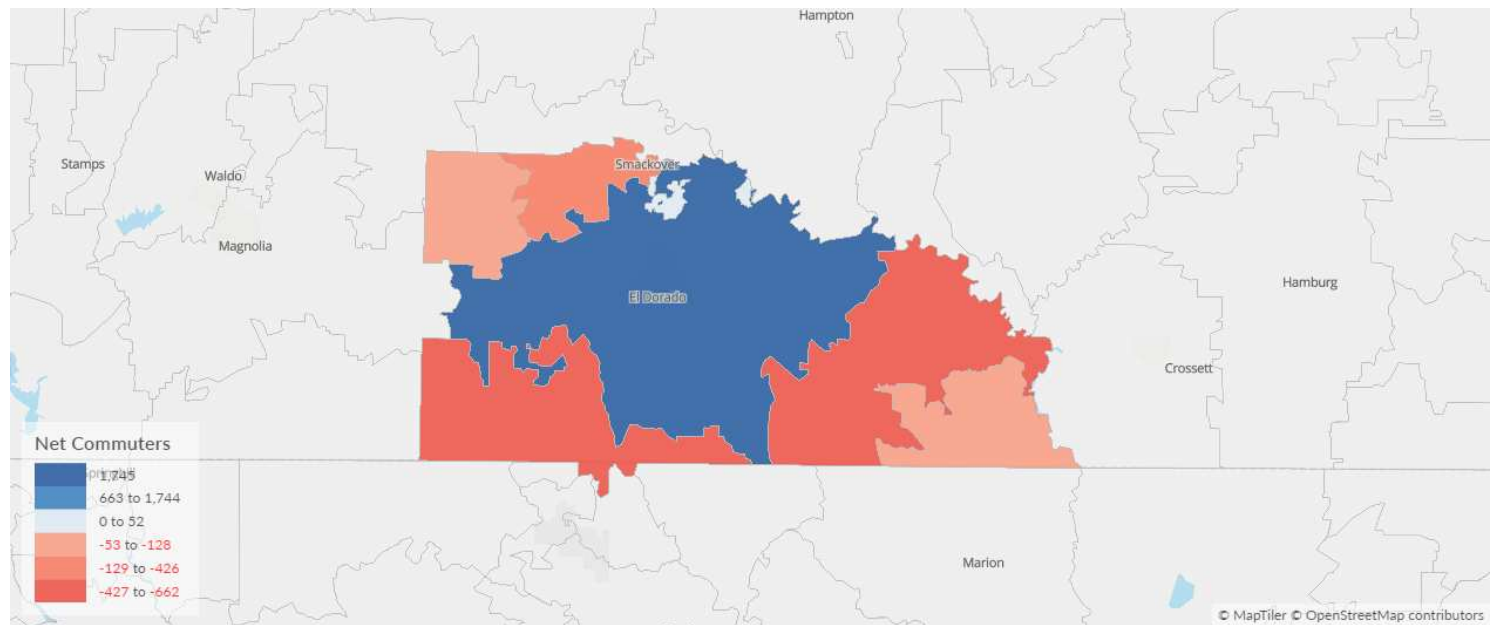 Hampton
Stamps
Waldo
Smackover
Magnolia
El Dorado
Hamburg
Crossett
Marion
Net Commuters
1,745
663 to 1,744
0 to 52
-53 to -128
-129 to -426
-427 to -662
© MapTiler © OpenStreetMap contributors